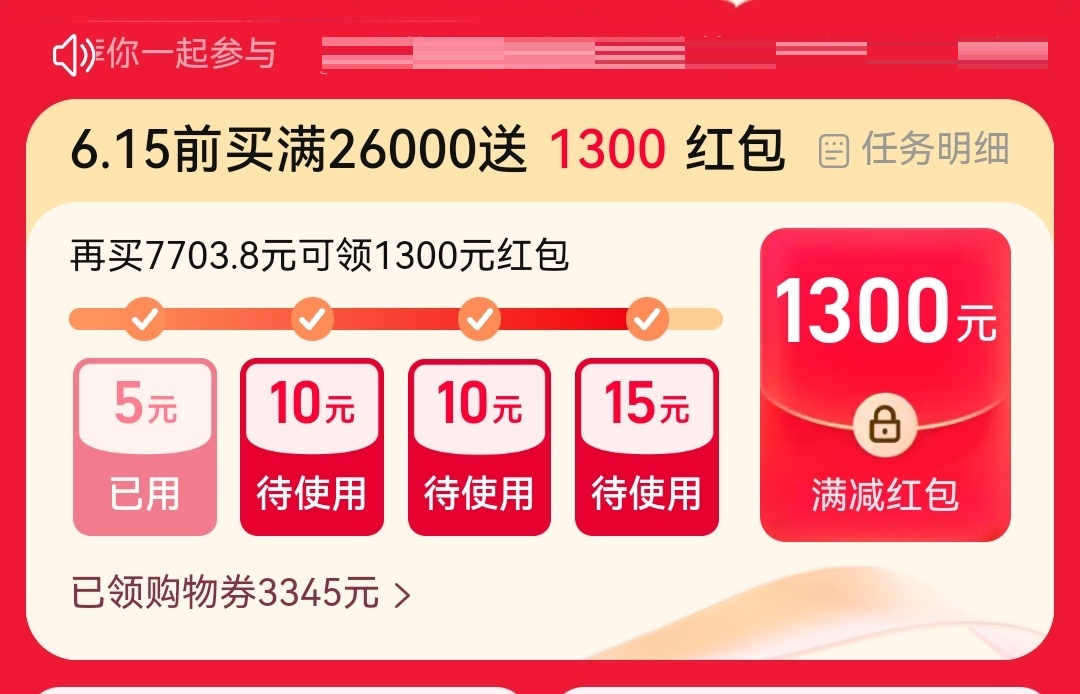 你一起参与
6.15前买满26000送 1300 红包 任务明细
再买7703.8元可领1300元红包
1300元
5元 10元 10元 15元
已用 待使用 待使用 待使用
满减红包
已领购物券3345元 >